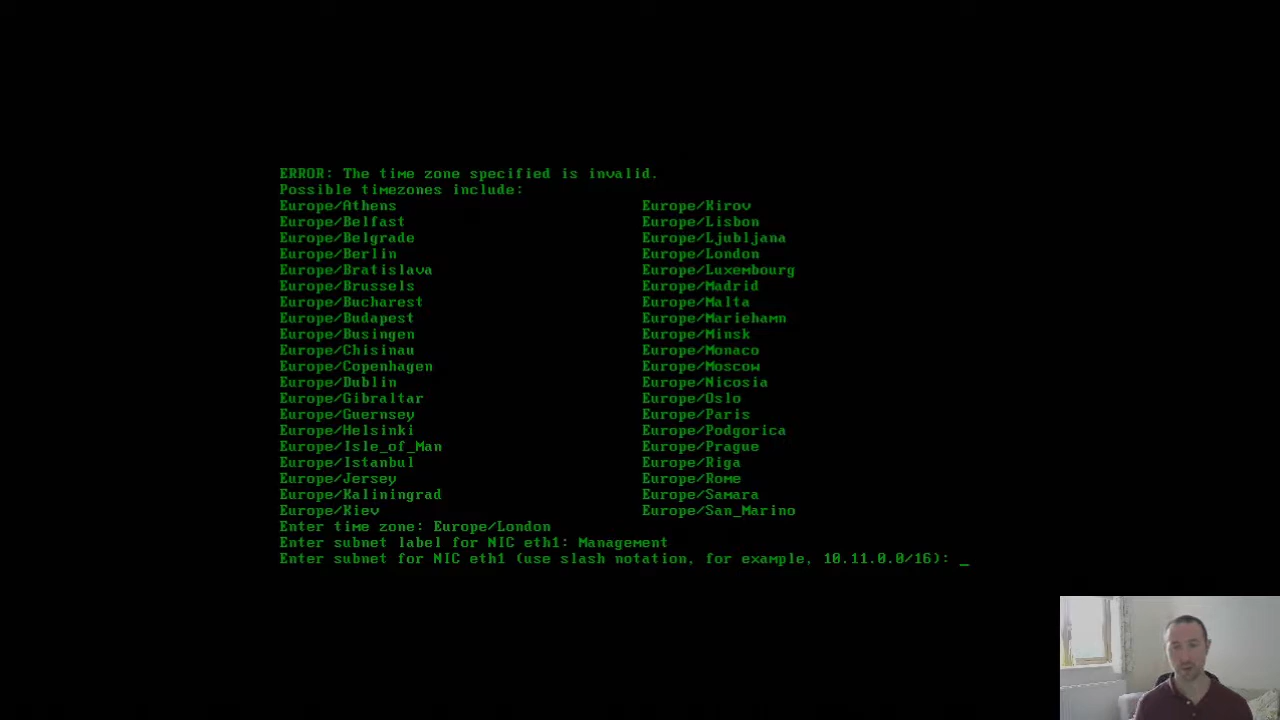 ERROR: The time zone specified is invalid.
Possible timezones include:
Europe/Athens Europe/Kirov
Europe/Belfast Europe/Lisbon
Europe/Belgrade Europe/Ljubljana
Europe/Berlin Europe/London
Europe/Bratislava Europe/Luxembourg
Europe/Brussels Europe/Madrid
Europe/Bucharest Europe/Malta
Europe/Budapest Europe/Mariehamn
Europe/Busingen Europe/Minsk
Europe/Chisinau Europe/Monaco
Europe/Copenhagen Europe/Moscow
Europe/Dublin Europe/Nicosia
Europe/Gibraltar Europe/Oslo
Europe/Guernsey Europe/Paris
Europe/Helsinki Europe/Podgorica
Europe/Isle_of_Man Europe/Prague
Europe/Istanbul Europe/Riga
Europe/Jersey Europe/Rome
Europe/Kaliningrad Europe/Samara
Europe/Kiev Europe/San_Marino
Enter time zone: Europe/London
Enter subnet label for NIC eth1: Management
Enter subnet for NIC eth1 (use slash notation, for example, 10.11.0.0/16): _